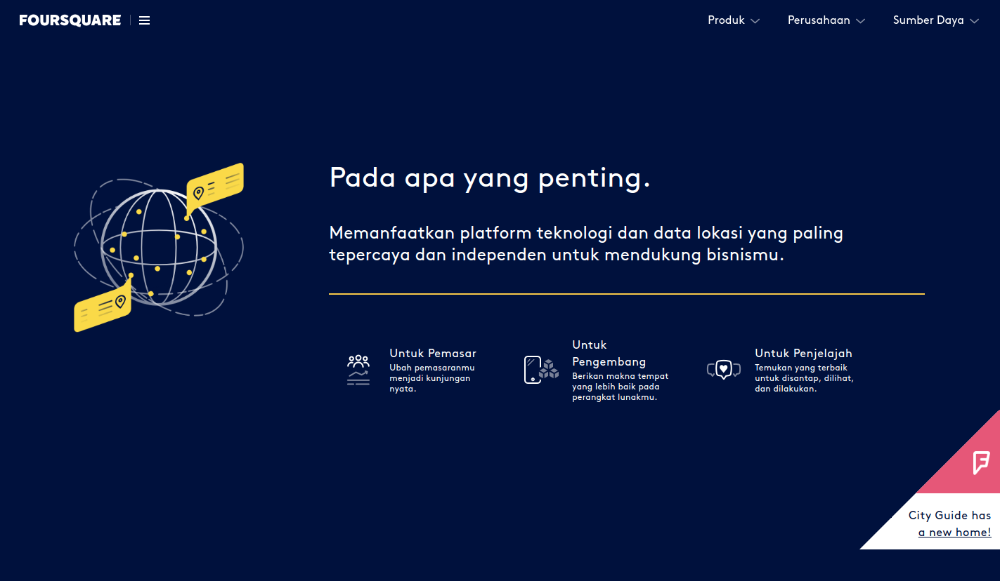 FOURSQUARE
Produk
Perusahaan
Sumber Daya
Pada apa yang penting.
Memanfaatkan platform teknologi dan data lokasi yang paling
tepercaya dan independen untuk mendukung bisnismu.
Untuk Pemasar
Ubah pemasaranmu
menjadi kunjungan
nyata.
Untuk
Pengembang
Berikan makna tempat
yang lebih baik pada
perangkat lunakmu.
Untuk Penjelajah
Temukan yang terbaik
untuk disantap, dilihat,
dan dilakukan.
City Guide has
a new home!